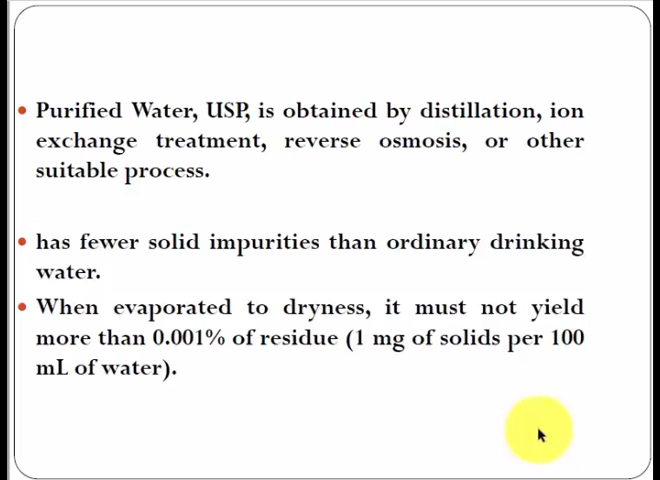 • Purified Water, USP, is obtained by distillation, ion
exchange treatment, reverse osmosis, or other
suitable process.
• has fewer solid impurities than ordinary drinking
water.
• When evaporated to dryness, it must not yield
more than 0.001% of residue (1 mg of solids per 100
mL of water).